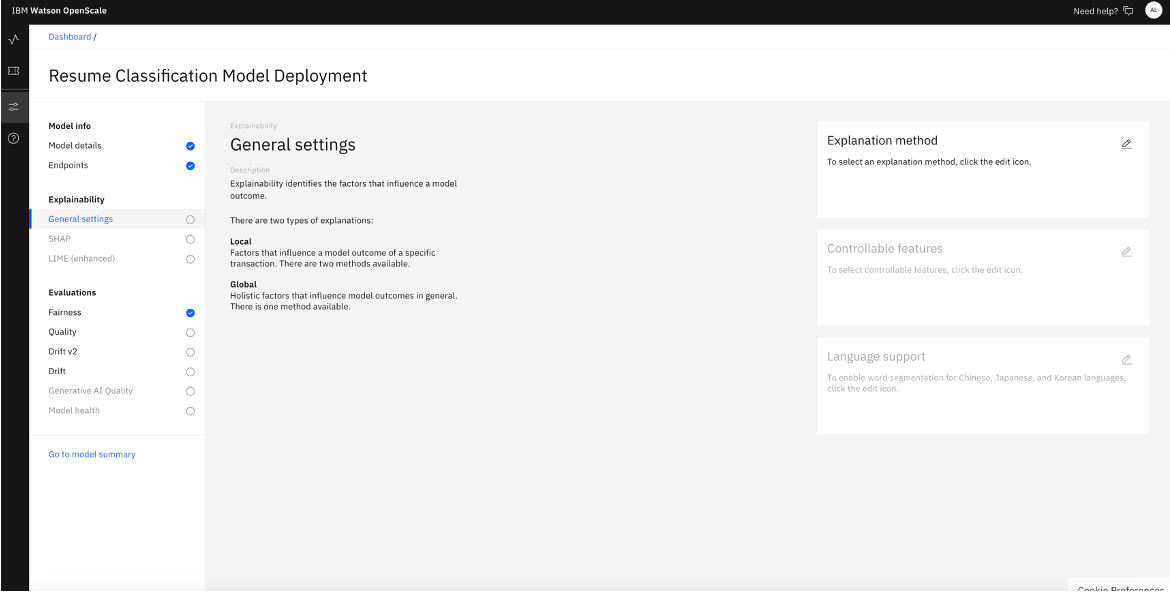 IBM Watson OpenScale
Need help?
AL
Dashboard /
Resume Classification Model Deployment
Model info
Model details
Endpoints
Explainability
General settings
SHAP
LIME (enhanced)
Evaluations
Fairness
Quality
Drift v2
Drift
Generative AI Quality
Model health
Go to model summary
Explainability
General settings
Description
Explainability identifies the factors that influence a model
outcome.
There are two types of explanations:
Local
Factors that influence a model outcome of a specific
transaction. There are two methods available.
Global
Holistic factors that influence model outcomes in general.
There is one method available.
Explanation method
To select an explanation method, click the edit icon.
Controllable features
To select controllable features, click the edit icon.
Language support
To enable word segmentation for Chinese, Japanese, and Korean languages,
click the edit icon.
Cookie Preferences